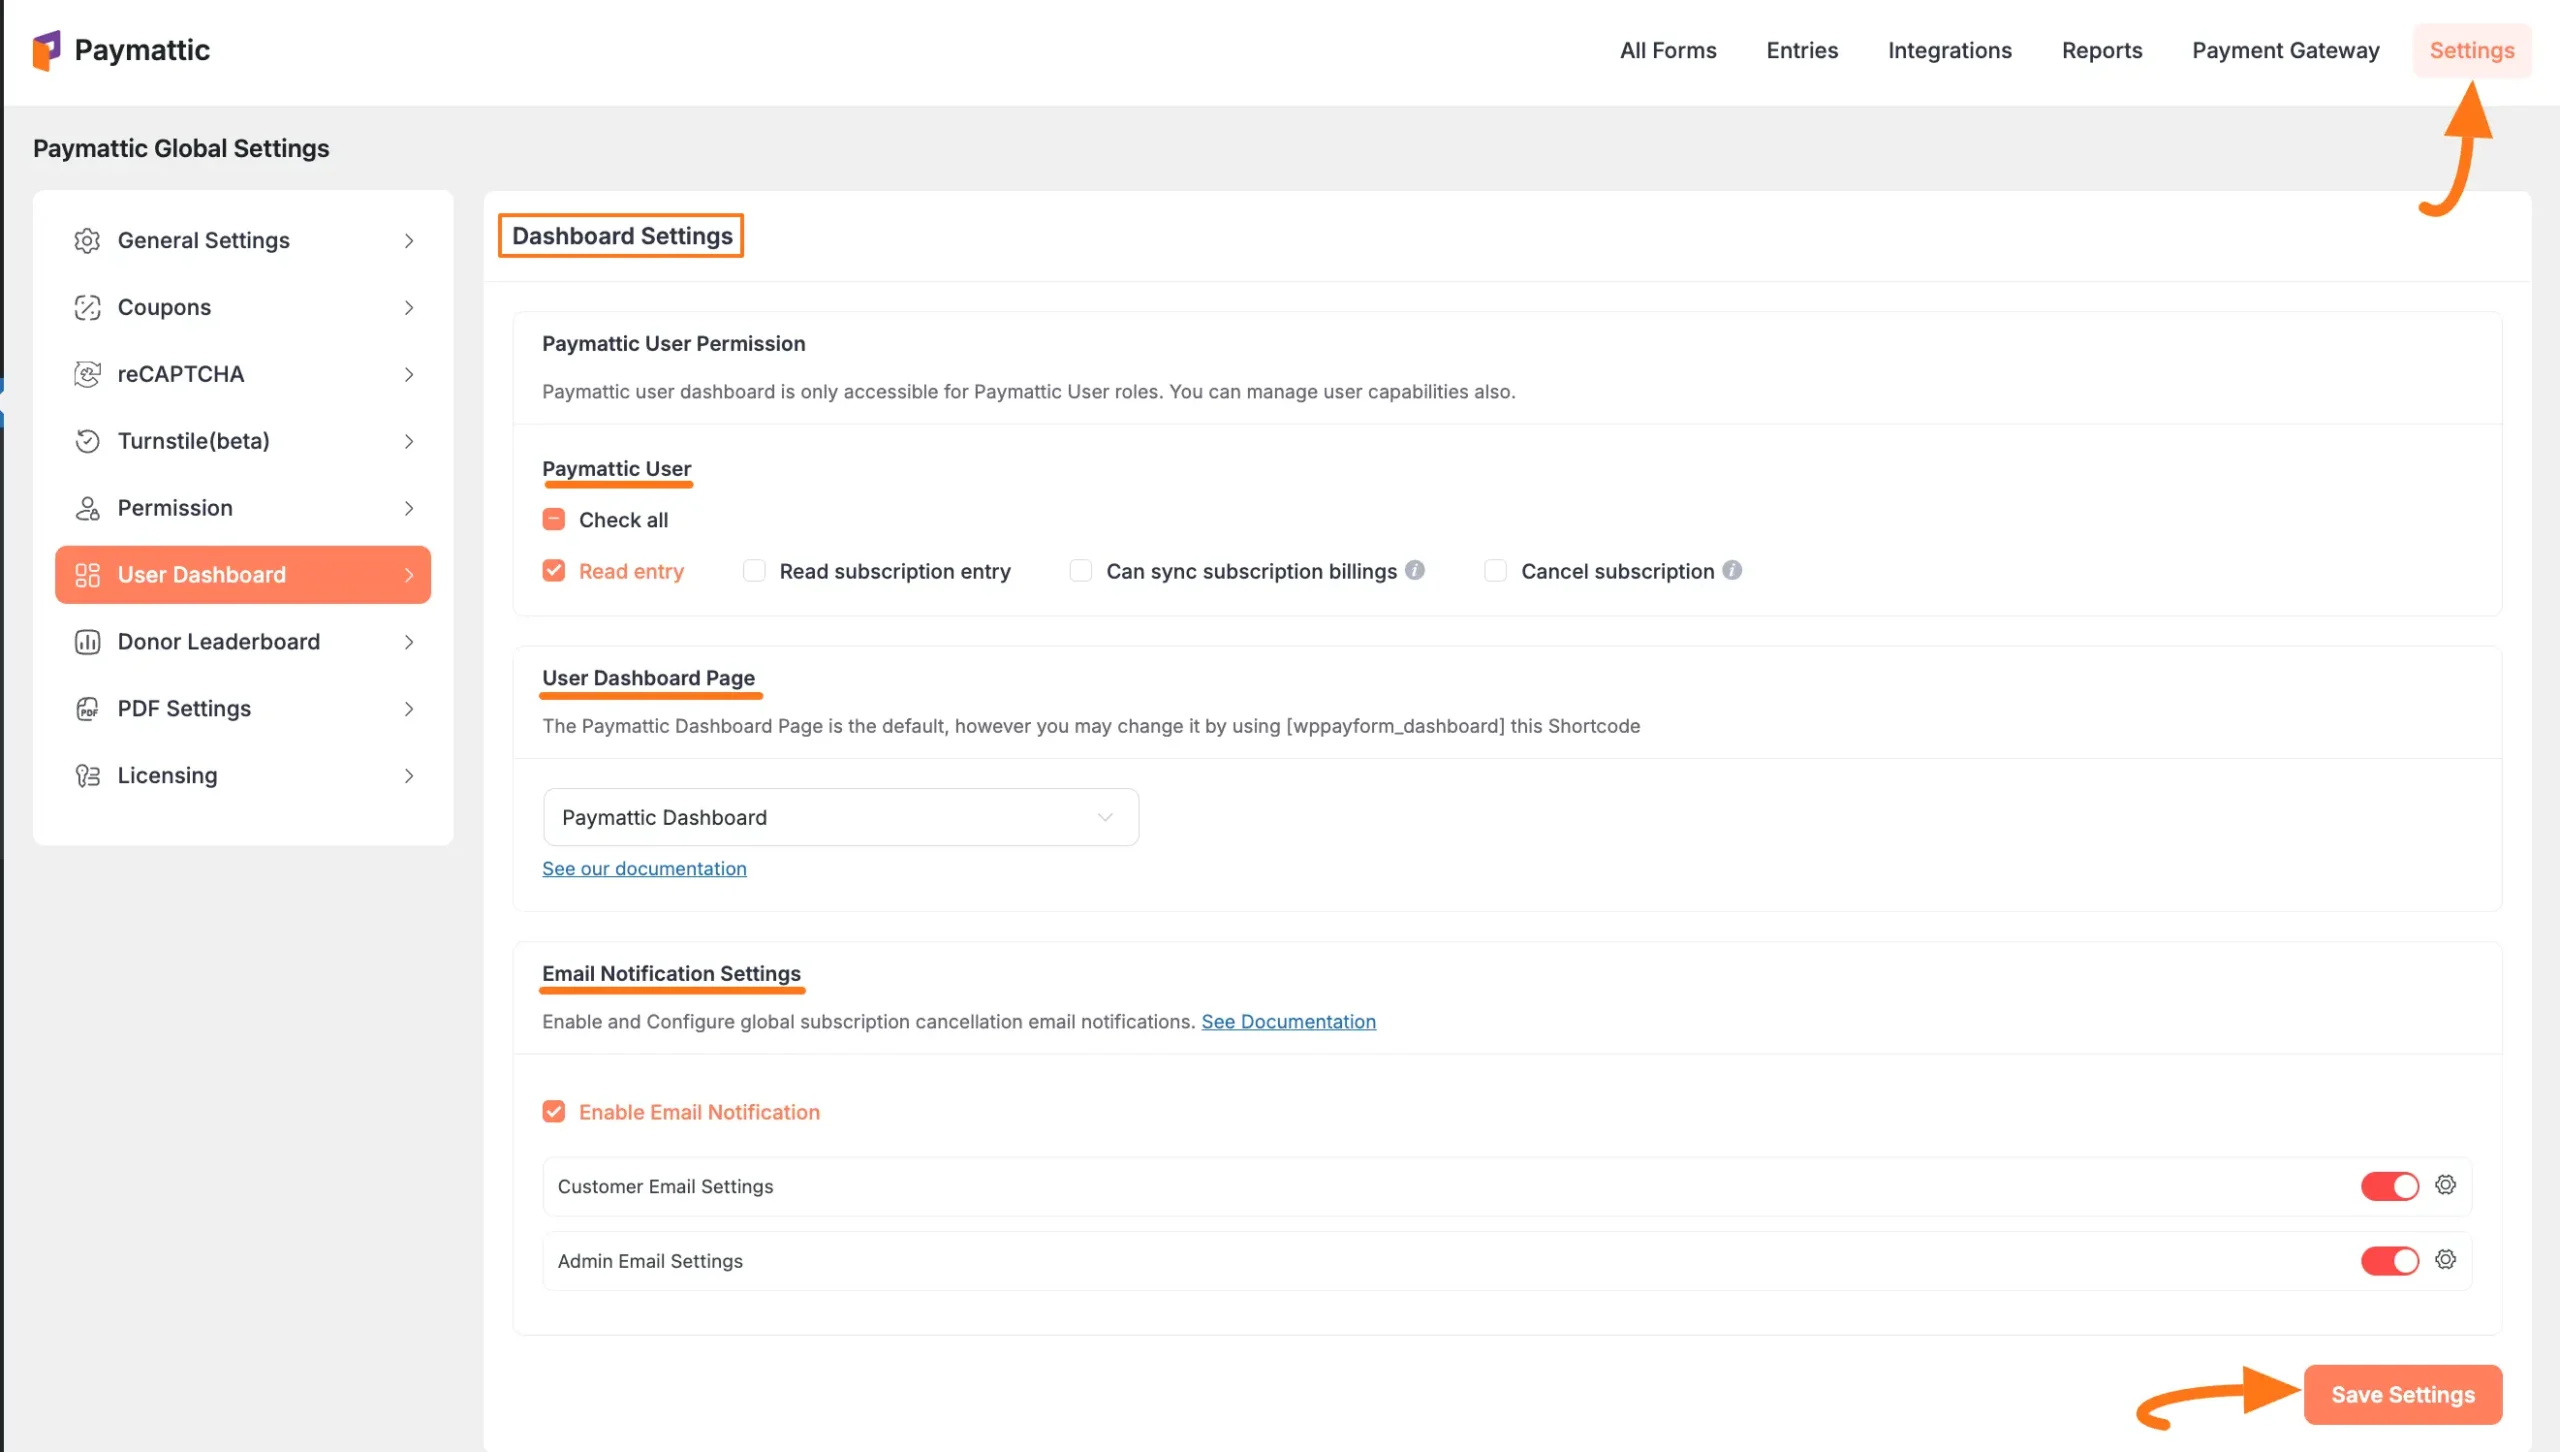 Paymattic
All Forms
Entries
Integrations
Reports
Payment Gateway
Settings
Paymattic Global Settings
General Settings
Coupons
reCAPTCHA
Turnstile(beta)
Permission
User Dashboard
Donor Leaderboard
PDF Settings
Licensing
Dashboard Settings
Paymattic User Permission
Paymattic user dashboard is only accessible for Paymattic User roles. You can manage user capabilities also.
Paymattic User
Check all
Read entry
Read subscription entry
Can sync subscription billings
Cancel subscription
User Dashboard Page
The Paymattic Dashboard Page is the default, however you may change it by using [wppayform_dashboard] this Shortcode
Paymattic Dashboard
See our documentation
Email Notification Settings
Enable and Configure global subscription cancellation email notifications. See Documentation
Enable Email Notification
Customer Email Settings
Admin Email Settings
Save Settings